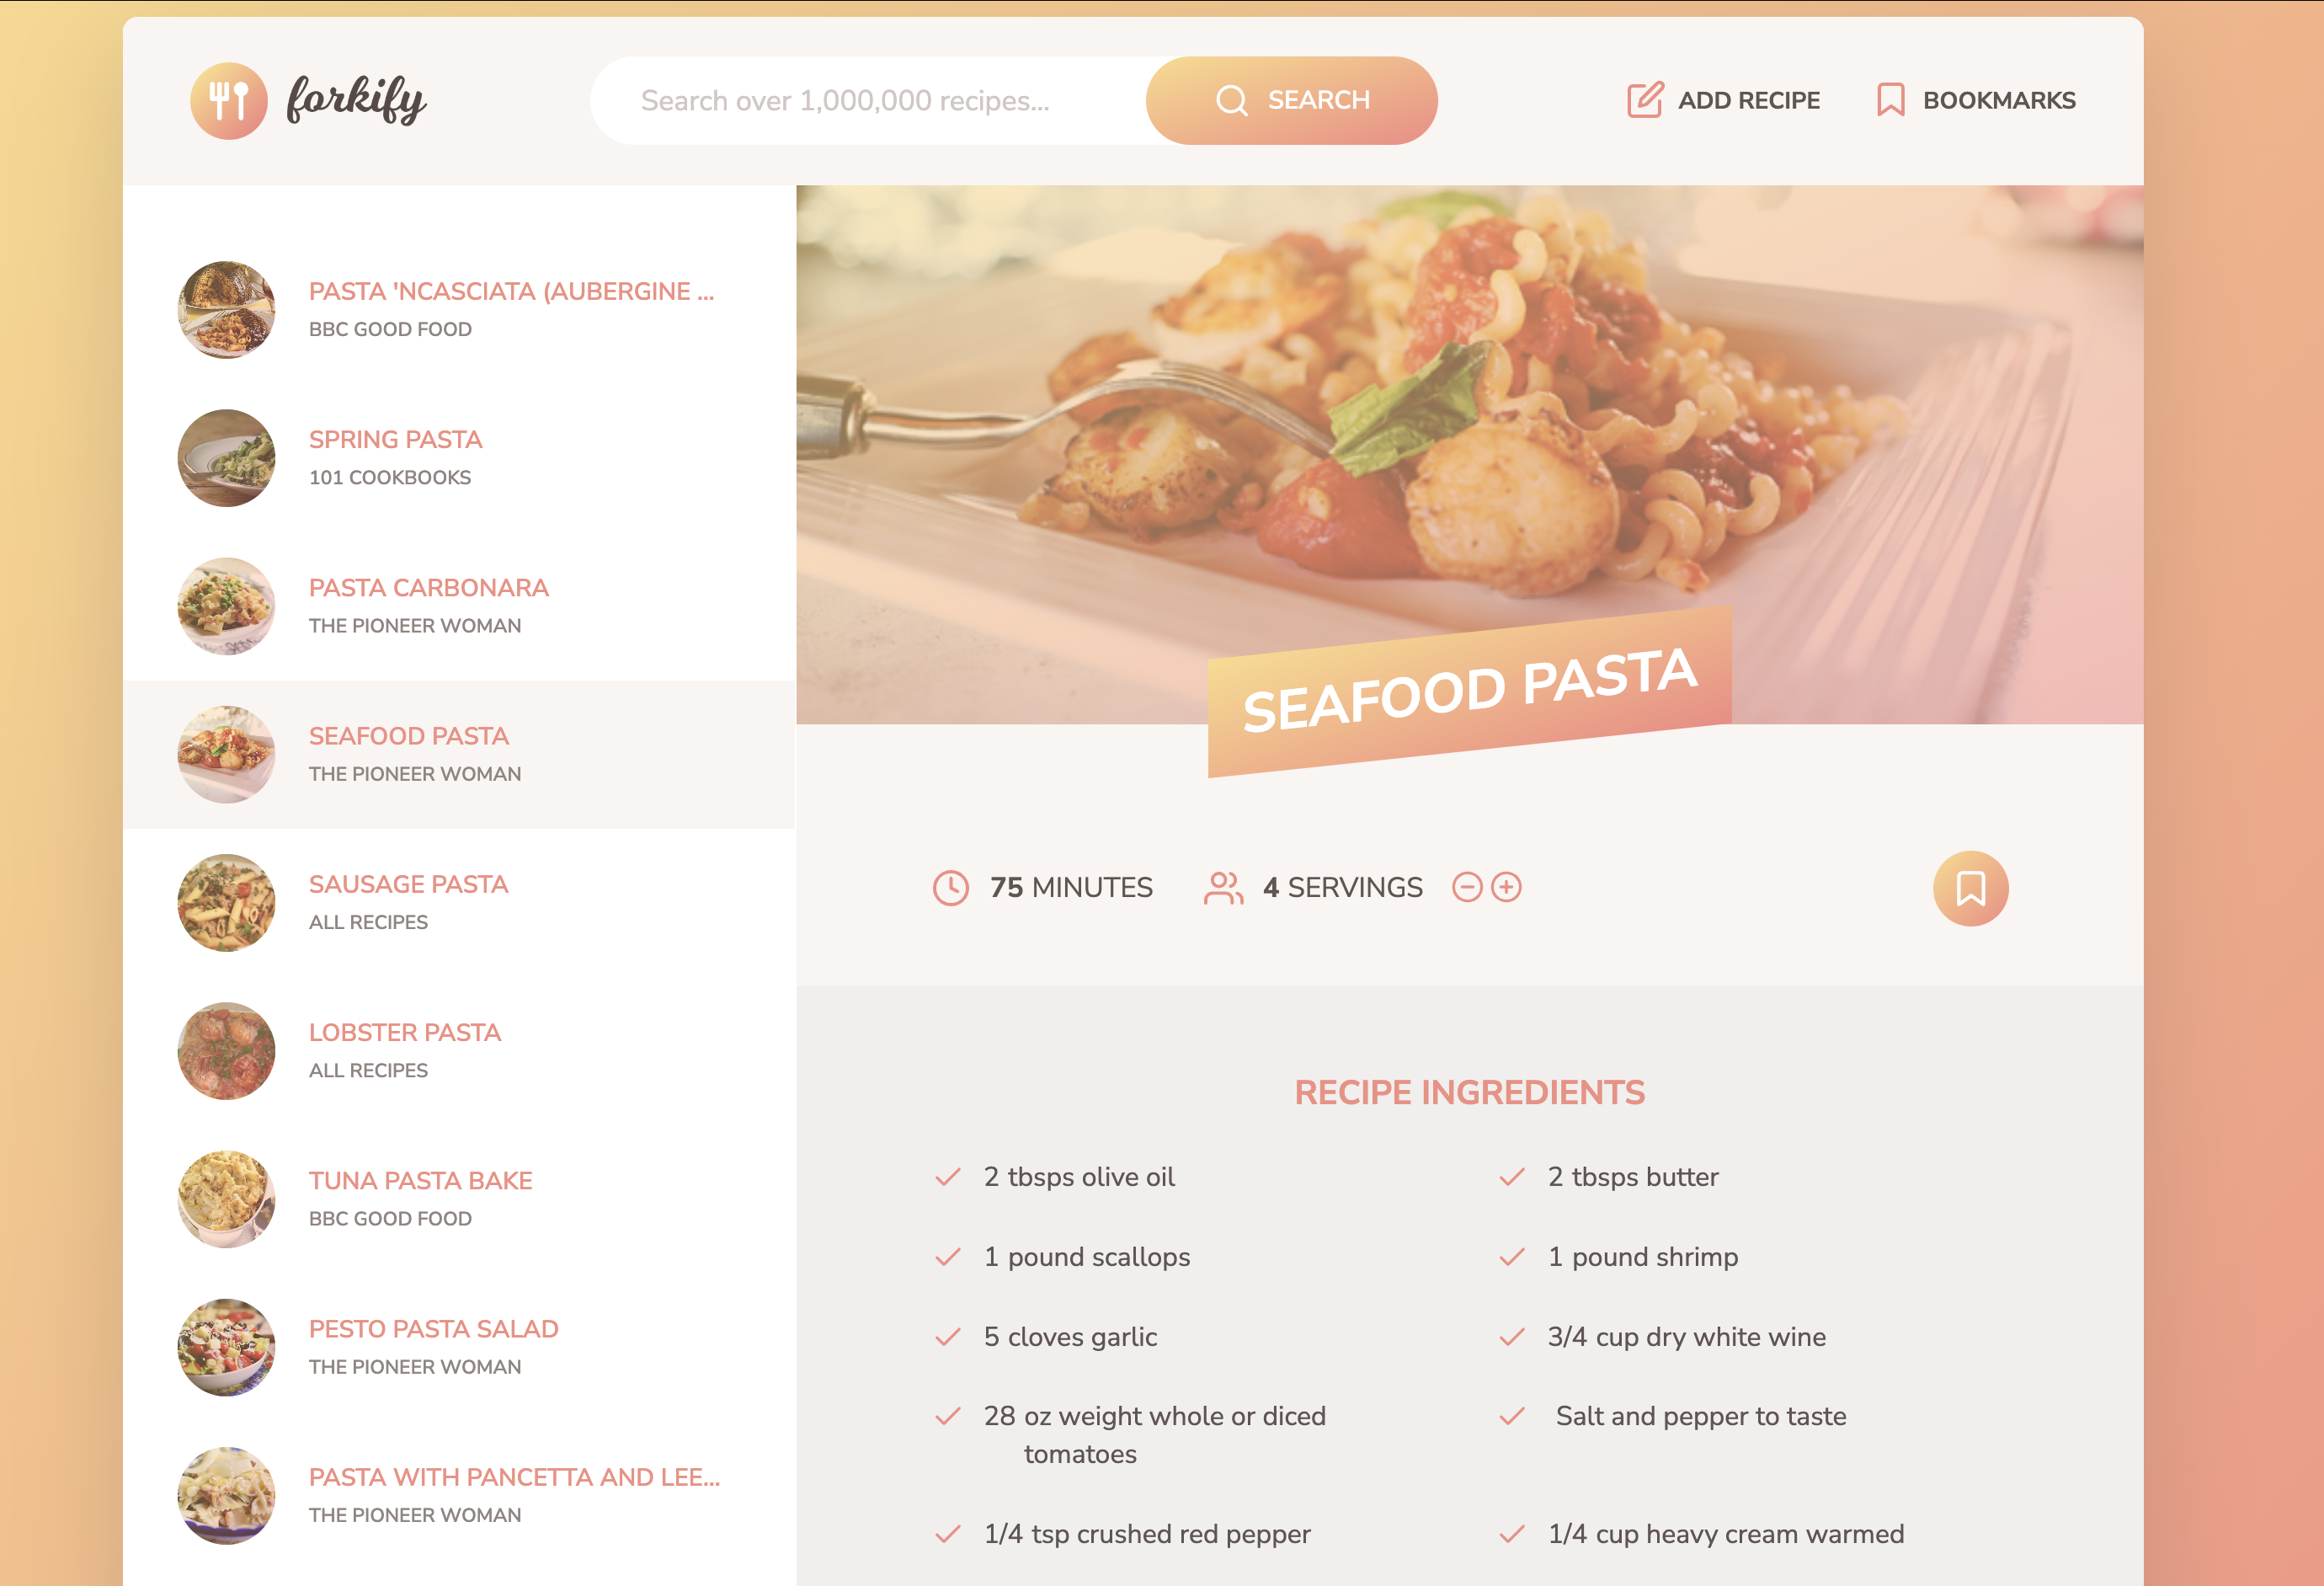 forkify
Search over 1,000,000 recipes...
SEARCH
ADD RECIPE
BOOKMARKS
PASTA 'NCASCIATA (AUBERGINE ...
BBC GOOD FOOD
SPRING PASTA
101 COOKBOOKS
PASTA CARBONARA
THE PIONEER WOMAN
SEAFOOD PASTA
THE PIONEER WOMAN
SAUSAGE PASTA
ALL RECIPES
LOBSTER PASTA
ALL RECIPES
TUNA PASTA BAKE
BBC GOOD FOOD
PESTO PASTA SALAD
THE PIONEER WOMAN
PASTA WITH PANCETTA AND LEE...
THE PIONEER WOMAN
SEAFOOD PASTA
75 MINUTES
4 SERVINGS
RECIPE INGREDIENTS
2 tbsps olive oil
2 tbsps butter
1 pound scallops
1 pound shrimp
5 cloves garlic
3/4 cup dry white wine
28 oz weight whole or diced
tomatoes
Salt and pepper to taste
1/4 tsp crushed red pepper
1/4 cup heavy cream warmed